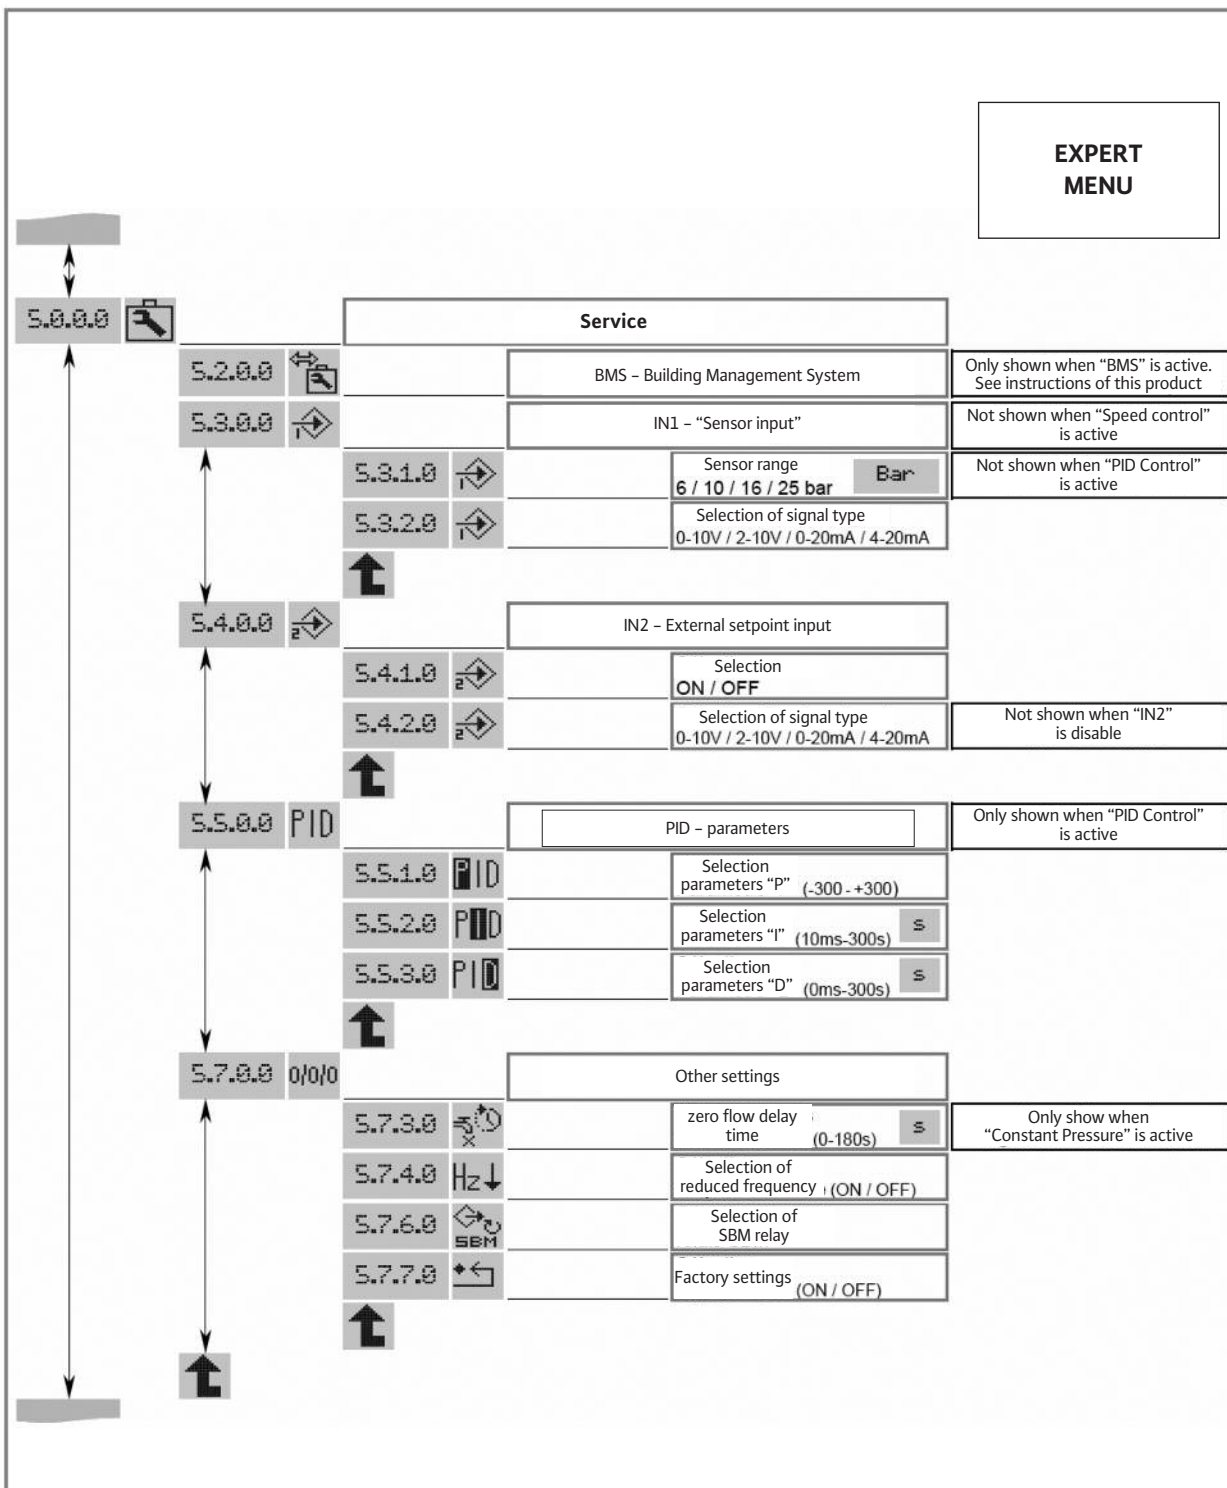 EXPERT
MENU
5.0.0.0
Service
5.2.0.0
BMS – Building Management System
Only shown when “BMS” is active.
See instructions of this product
5.3.0.0
1
IN1 – “Sensor input”
Not shown when “Speed control”
is active
5.3.1.0
1
Sensor range
6 / 10 / 16 / 25 bar
Bar
Not shown when “PID Control”
is active
5.3.2.0
1
Selection of signal type
0-10V / 2-10V / 0-20mA / 4-20mA
5.4.0.0
2
IN2 – External setpoint input
5.4.1.0
2
Selection
ON / OFF
5.4.2.0
2
Selection of signal type
0-10V / 2-10V / 0-20mA / 4-20mA
Not shown when “IN2”
is disable
5.5.0.0 PID
PID – parameters
Only shown when “PID Control”
is active
5.5.1.0 PID
Selection
parameters “P” (-300 - +300)
5.5.2.0 PID
Selection
parameters “I” (10ms-300s)
s
5.5.3.0 PID
Selection
parameters “D” (0ms-300s)
s
5.7.0.0 0/0/0
Other settings
5.7.3.0
zero flow delay
time (0-180s)
s
Only show when
“Constant Pressure” is active
5.7.4.0 Hz
Selection of
reduced frequency (ON / OFF)
5.7.6.0
SBM
Selection of
SBM relay
5.7.7.0
Factory settings (ON / OFF)